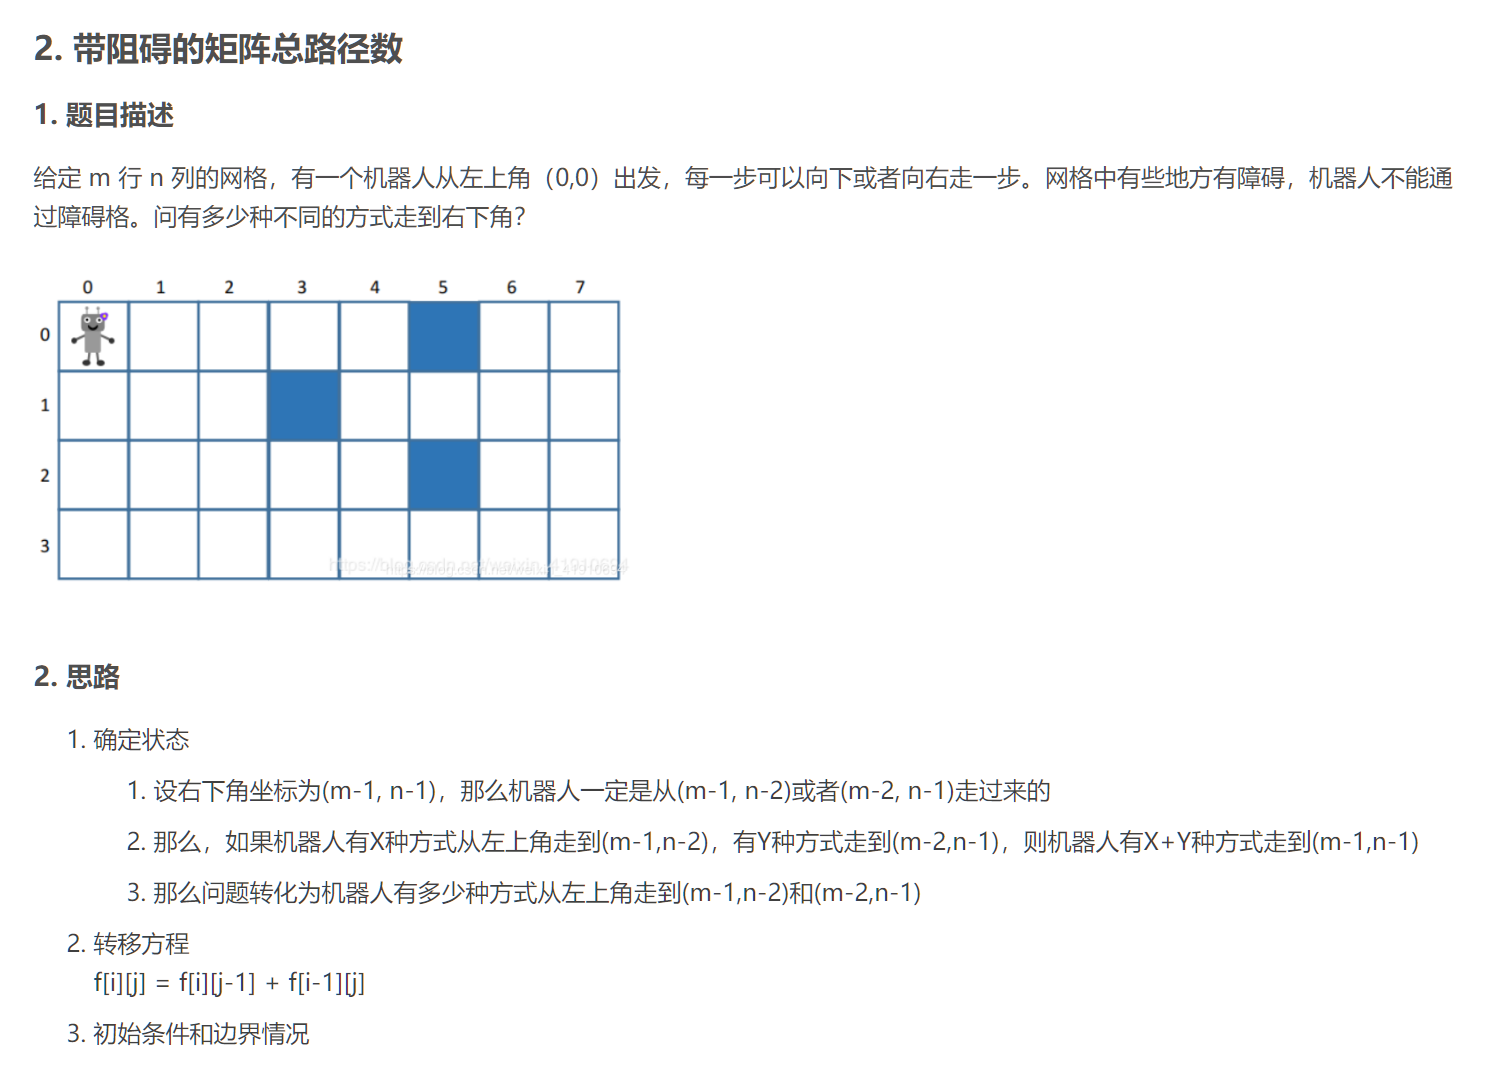 2. 带阻碍的矩阵总路径数
1. 题目描述
给定 m 行 n 列的网格，有一个机器人从左上角（0,0）出发，每一步可以向下或者向右走一步。网格中有些地方有障碍，机器人不能通
过障碍格。问有多少种不同的方式走到右下角？
0 1 2 3 4 5 6 7
0
1
2
3
https://blog.csdn.net/weixin_41910694
https://blog.csdn.net/weixin_41910694
2. 思路
1. 确定状态
1. 设右下角坐标为(m-1, n-1)，那么机器人一定是从(m-1, n-2)或者(m-2, n-1)走过来的
2. 那么，如果机器人有X种方式从左上角走到(m-1,n-2)，有Y种方式走到(m-2,n-1)，则机器人有X+Y种方式走到(m-1,n-1)
3. 那么问题转化为机器人有多少种方式从左上角走到(m-1,n-2)和(m-2,n-1)
2. 转移方程
f[i][j] = f[i][j-1] + f[i-1][j]
3. 初始条件和边界情况